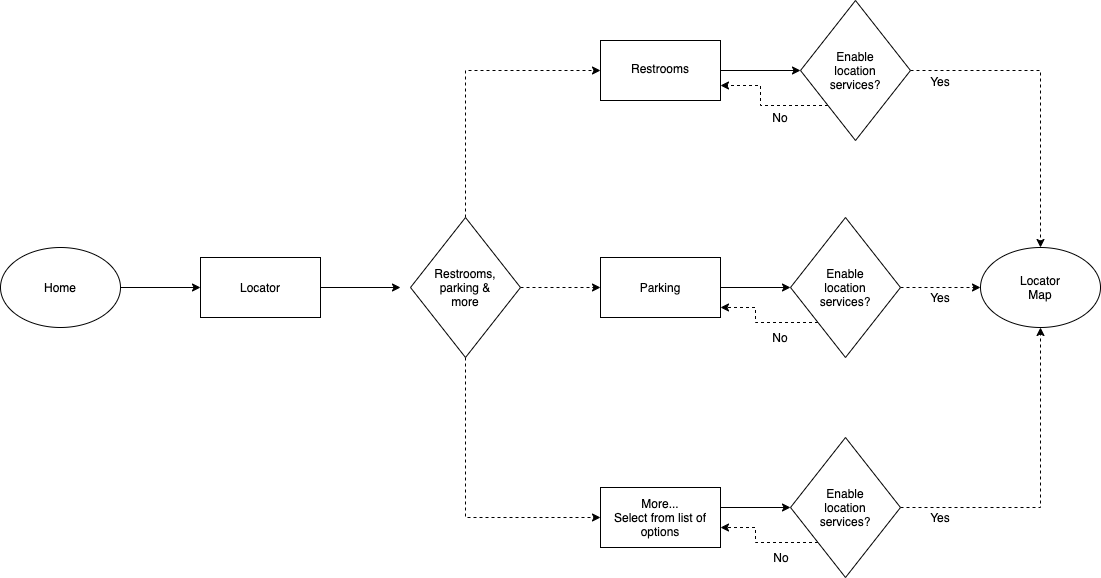 Restrooms
Enable
location
services?
Yes
No
Home
Locator
Restrooms,
parking &
more
Parking
Enable
location
services?
Yes
No
Locator
Map
More...
Select from list of
options
Enable
location
services?
Yes
No